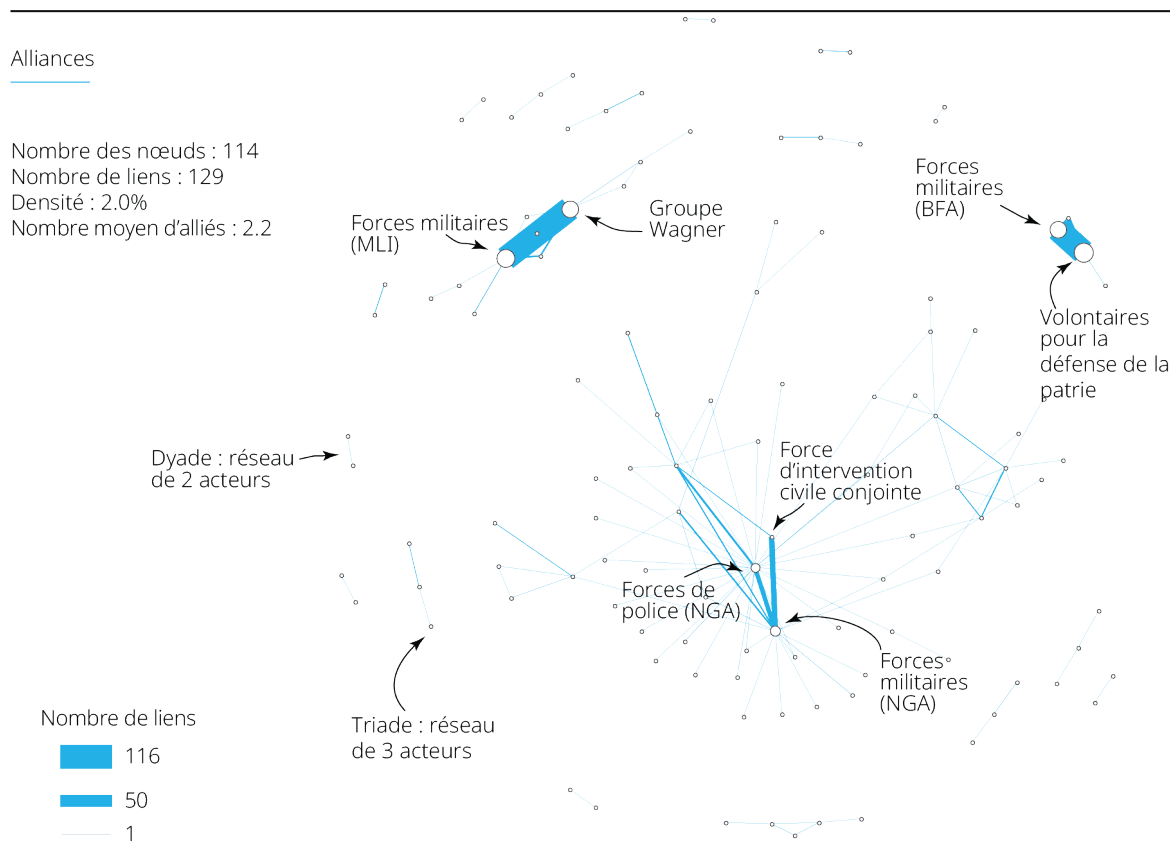 Alliances
Nombre des nœuds : 114
Nombre de liens : 129
Densité : 2.0%
Nombre moyen d'alliés : 2.2
Forces militaires
(MLI)
Groupe
Wagner
Forces
militaires
(BFA)
Volontaires
pour la
défense de la
patrie
Dyade : réseau
de 2 acteurs
Force
d'intervention
civile conjointe
Forces de
police (NGA)
Forces
militaires
(NGA)
Triade : réseau
de 3 acteurs
Nombre de liens
116
50
1